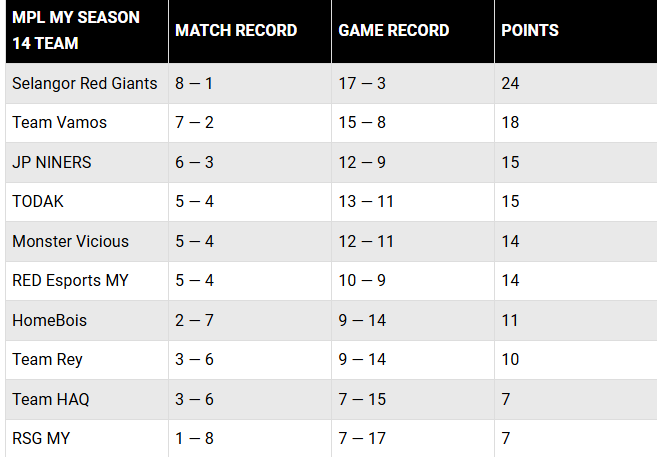 MPL MY SEASON
14 TEAM MATCH RECORD GAME RECORD POINTS
Selangor Red Giants 8 — 1 17 — 3 24
Team Vamos 7 — 2 15 — 8 18
JP NINERS 6 — 3 12 — 9 15
TODAK 5 — 4 13 — 11 15
Monster Vicious 5 — 4 12 — 11 14
RED Esports MY 5 — 4 10 — 9 14
HomeBois 2 — 7 9 — 14 11
Team Rey 3 — 6 9 — 14 10
Team HAQ 3 — 6 7 — 15 7
RSG MY 1 — 8 7 — 17 7